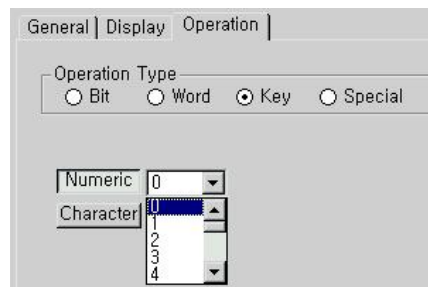 General Display Operation
Operation Type
Bit Word Key Special
Numeric 0
Character 0
1
2
3
4